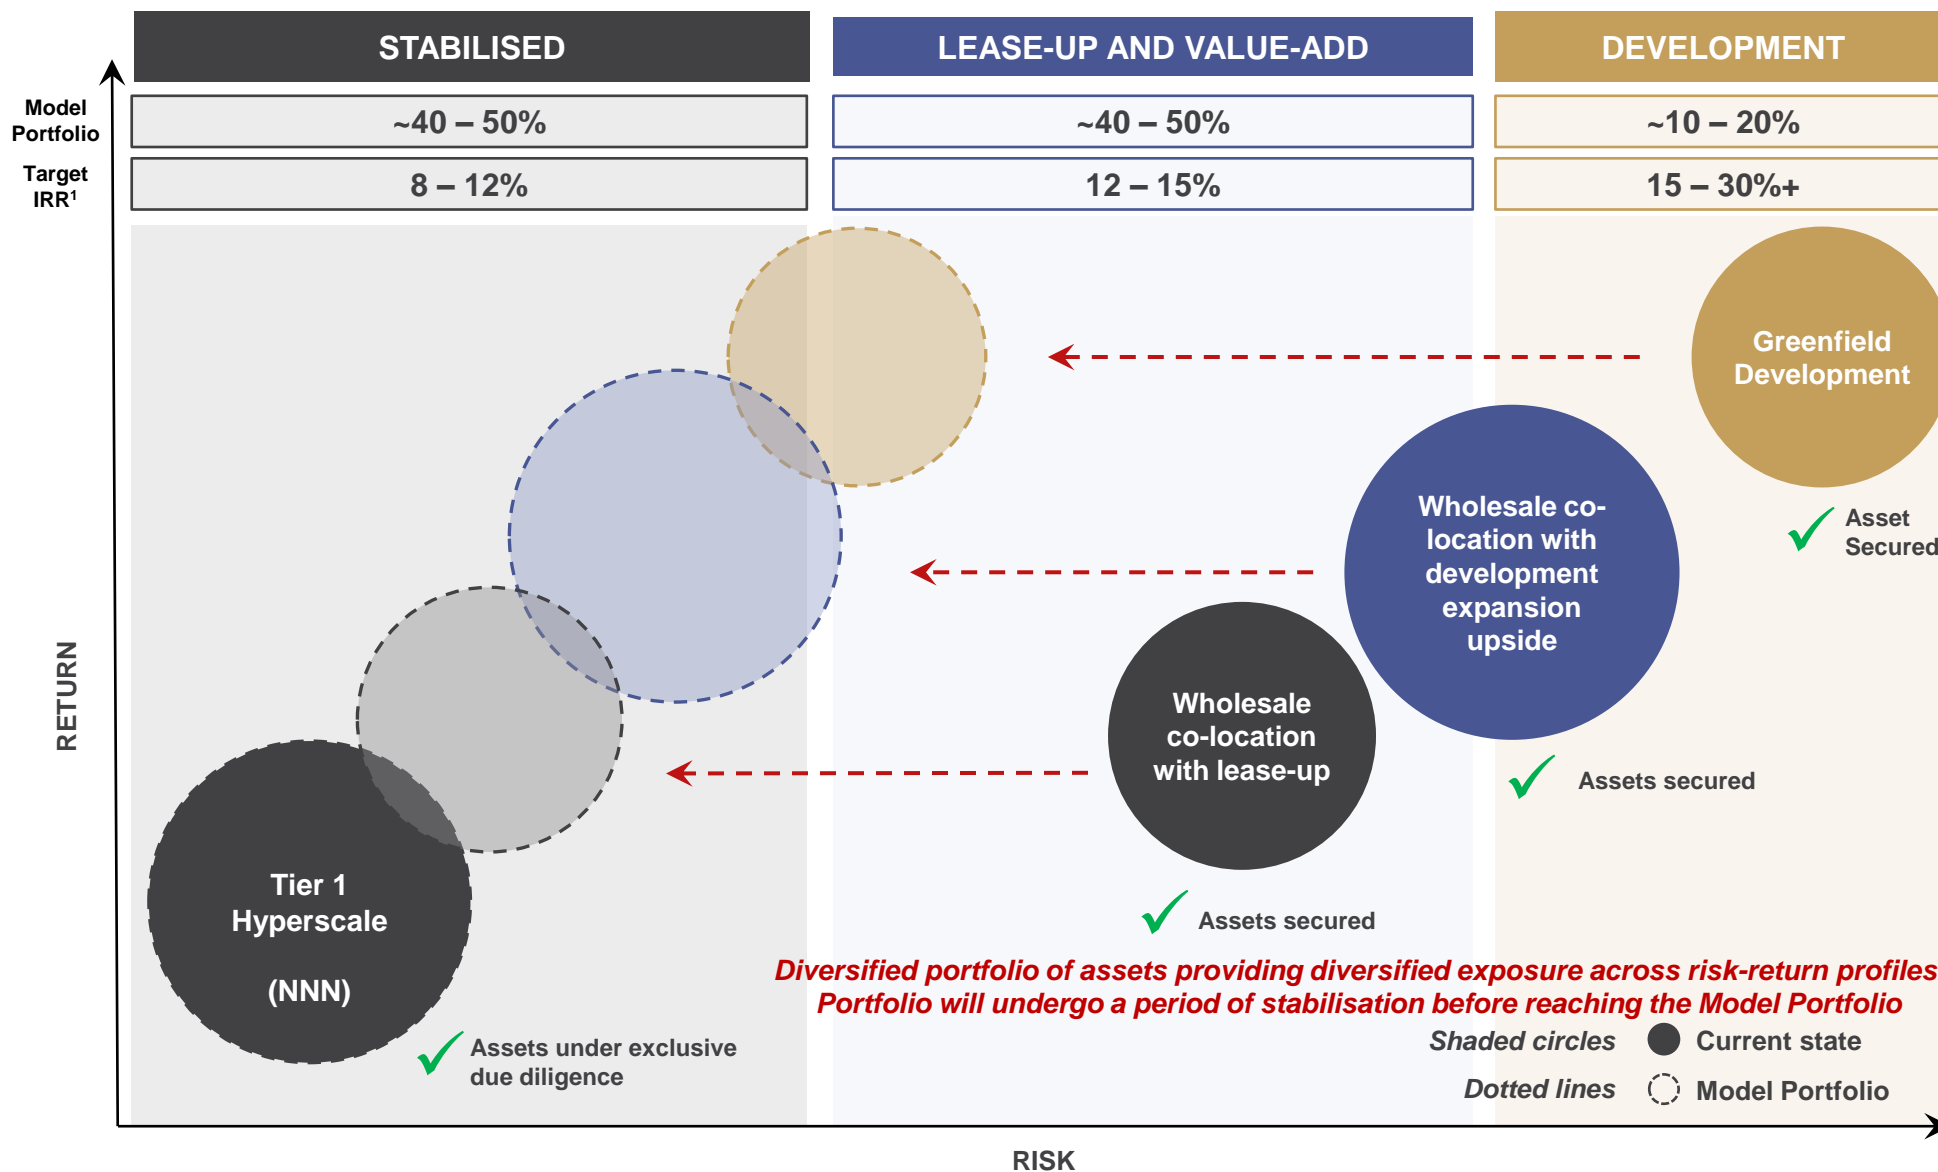 STABILISED
LEASE-UP AND VALUE-ADD
DEVELOPMENT
Model
Portfolio
~40 – 50%
~40 – 50%
~10 – 20%
Target
IRR¹
8 – 12%
12 – 15%
15 – 30%+
Greenfield
Development
Asset
Secured
Wholesale co-
location with
development
expansion
upside
Assets secured
Wholesale
co-location
with lease-up
Assets secured
Tier 1
Hyperscale
(NNN)
Assets under exclusive
due diligence
Diversified portfolio of assets providing diversified exposure across risk-return profiles
Portfolio will undergo a period of stabilisation before reaching the Model Portfolio
Shaded circles
Current state
Dotted lines
Model Portfolio
RETURN
RISK